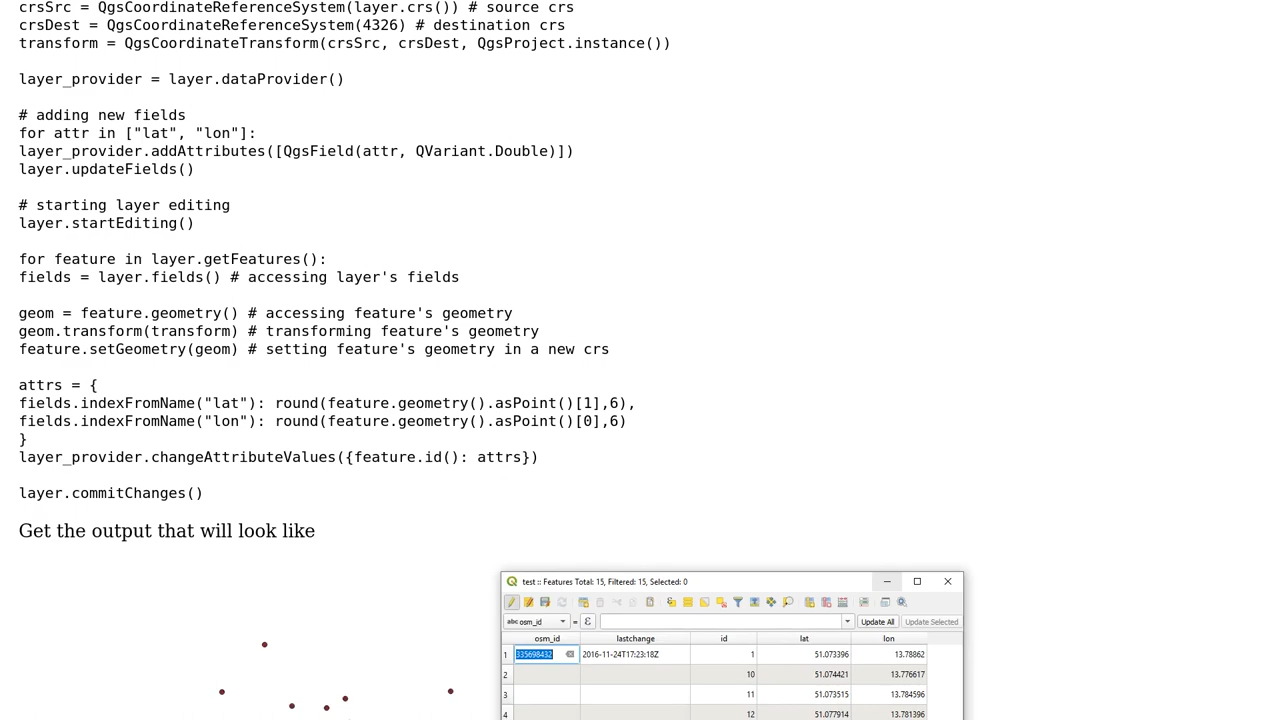 crsSrc = QgsCoordinateReferenceSystem(layer.crs()) # source crs
crsDest = QgsCoordinateReferenceSystem(4326) # destination crs
transform = QgsCoordinateTransform(crsSrc, crsDest, QgsProject.instance())
layer_provider = layer.dataProvider()
# adding new fields
for attr in ["lat", "lon"]:
layer_provider.addAttributes([QgsField(attr, QVariant.Double)])
layer.updateFields()
# starting layer editing
layer.startEditing()
for feature in layer.getFeatures():
fields = layer.fields() # accessing layer's fields
geom = feature.geometry() # accessing feature's geometry
geom.transform(transform) # transforming feature's geometry
feature.setGeometry(geom) # setting feature's geometry in a new crs
attrs = {
fields.indexFromName("lat"): round(feature.geometry().asPoint()[1],6),
fields.indexFromName("lon"): round(feature.geometry().asPoint()[0],6)
}
layer_provider.changeAttributeValues({feature.id(): attrs})
layer.commitChanges()
Get the output that will look like
test :: Features Total: 15, Filtered: 15, Selected: 0
abc osm_id = ε Update All Update Selected
osm_id lastchange id lat lon
1 335698432 2016-11-24T17:23:18Z 1 51.073396 13.78862
2 10 51.074421 13.776617
3 11 51.073515 13.784596
4 12 51.077914 13.781396